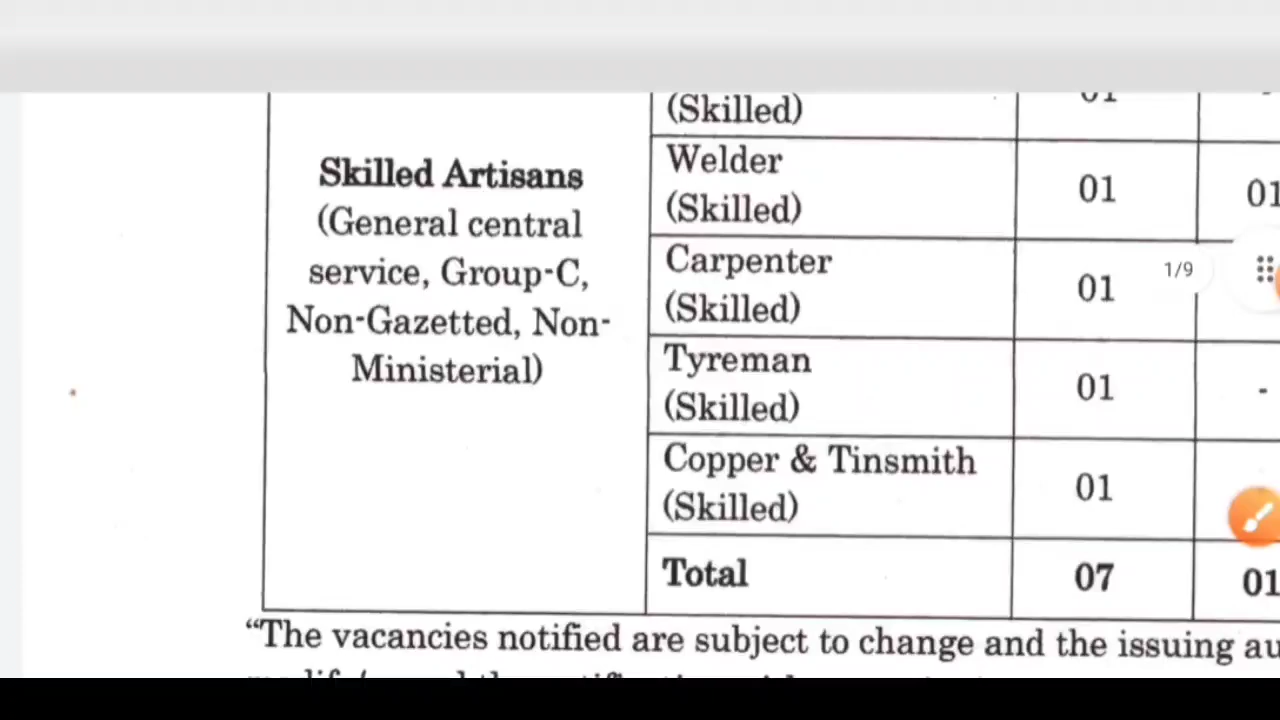 (Skilled)
Skilled Artisans
(General central
service, Group-C,
Non-Gazetted, Non-
Ministerial)
Welder
(Skilled)
01
01
Carpenter
(Skilled)
01
1/9
Tyreman
(Skilled)
01
-
Copper & Tinsmith
(Skilled)
01
Total
07
01
“The vacancies notified are subject to change and the issuing au